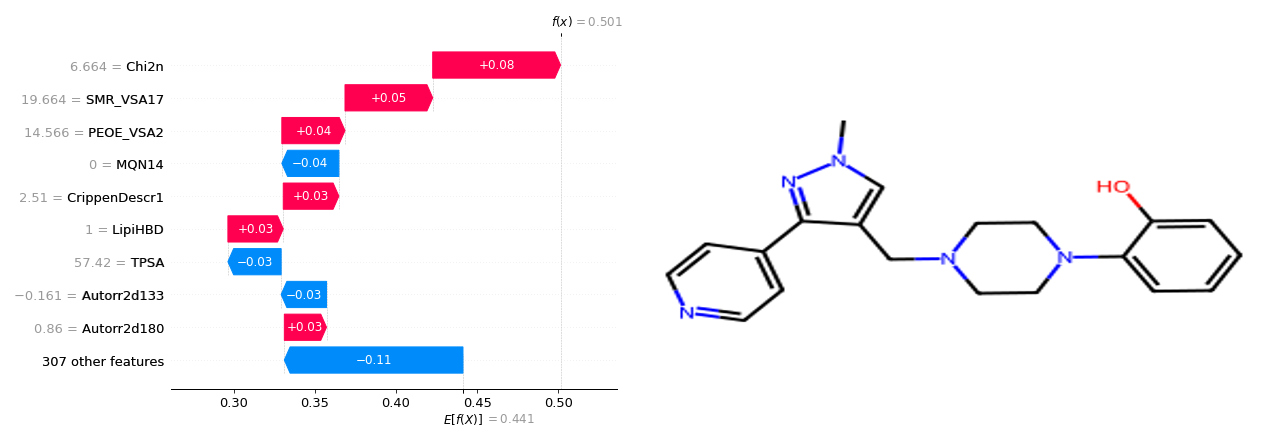 f(x) = 0.501
6.664 = Chi2n
+0.08
19.664 = SMR_VSA17
+0.05
14.566 = PEOE_VSA2
+0.04
0 = MQN14
−0.04
2.51 = CrippenDescr1
+0.03
1 = LipiHBD
+0.03
57.42 = TPSA
−0.03
−0.161 = Autorr2d133
−0.03
0.86 = Autorr2d180
+0.03
307 other features
−0.11
0.30 0.35 0.40 0.45 0.50
E[f(X)] = 0.441
N
N
HO
N
N
N